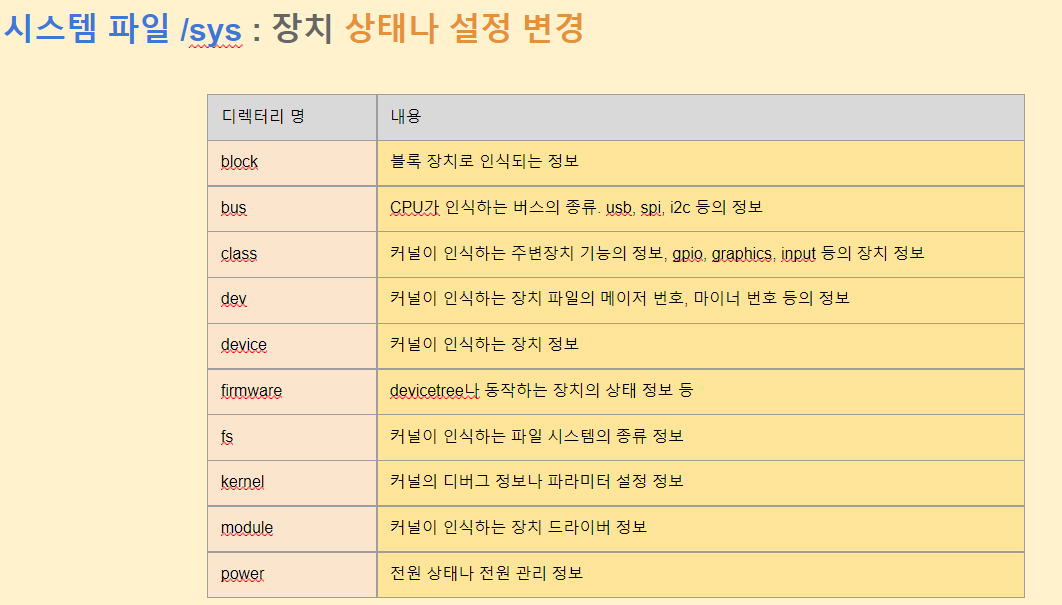 시스템 파일 /sys : 장치 상태나 설정 변경
디렉터리 명 내용
block 블록 장치로 인식되는 정보
bus CPU가 인식하는 버스의 종류. usb, spi, i2c 등의 정보
class 커널이 인식하는 주변장치 기능의 정보, gpio, graphics, input 등의 장치 정보
dev 커널이 인식하는 장치 파일의 메이저 번호, 마이너 번호 등의 정보
device 커널이 인식하는 장치 정보
firmware devicetree나 동작하는 장치의 상태 정보 등
fs 커널이 인식하는 파일 시스템의 종류 정보
kernel 커널의 디버그 정보나 파라미터 설정 정보
module 커널이 인식하는 장치 드라이버 정보
power 전원 상태나 전원 관리 정보